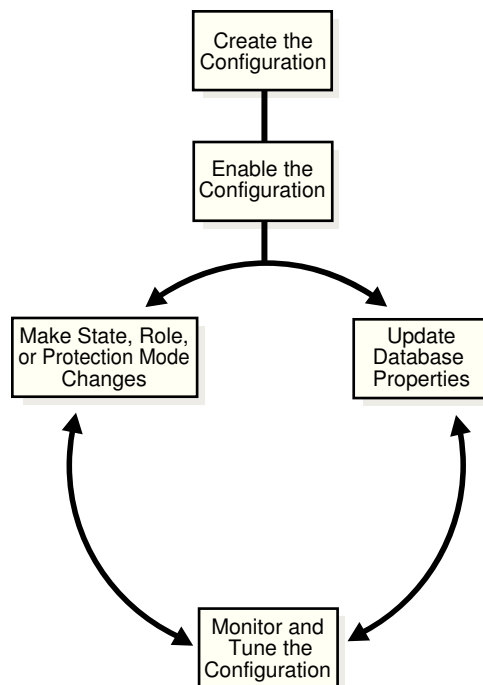 Create the
Configuration
Enable the
Configuration
Make State, Role,
or Protection Mode
Changes
Update
Database
Properties
Monitor and
Tune the
Configuration